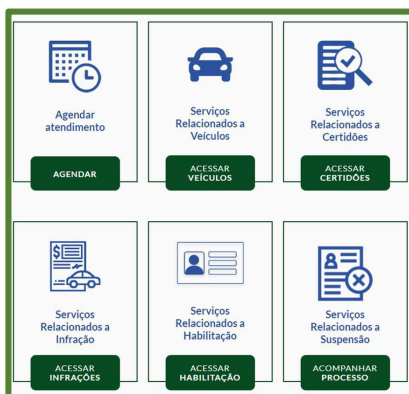 Agendar
atendimento
AGENDAR
Serviços
Relacionados a
Veículos
ACESSAR
VEÍCULOS
Serviços
Relacionados a
Certidões
ACESSAR
CERTIDÕES
Serviços
Relacionados a
Infração
ACESSAR
INFRAÇÕES
Serviços
Relacionados a
Habilitação
ACESSAR
HABILITAÇÃO
Serviços
Relacionados a
Suspensão
ACOMPANHAR
PROCESSO